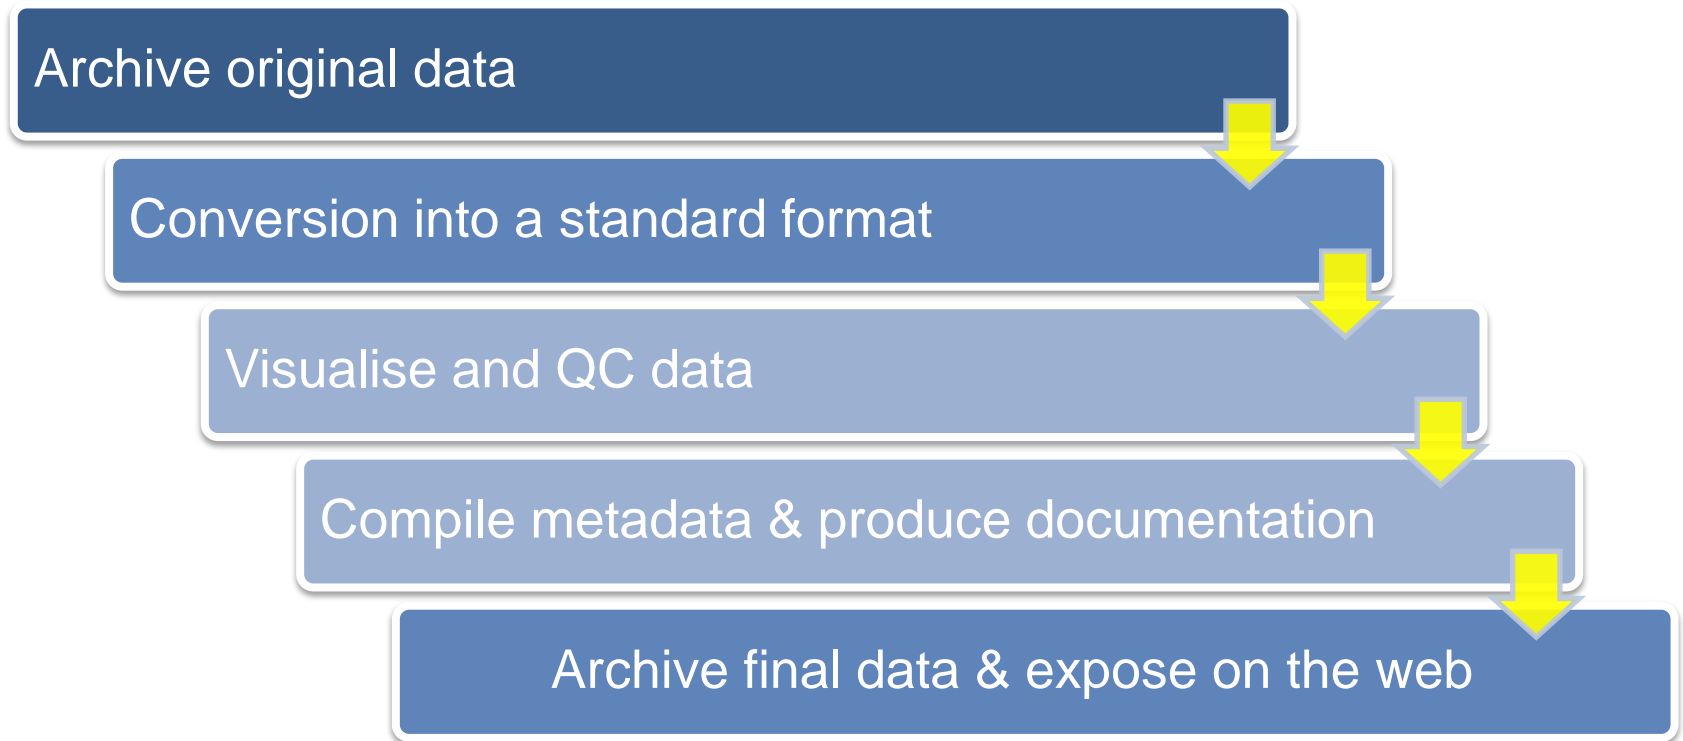 Archive original data
Conversion into a standard format
Visualise and QC data
Compile metadata & produce documentation
Archive final data & expose on the web